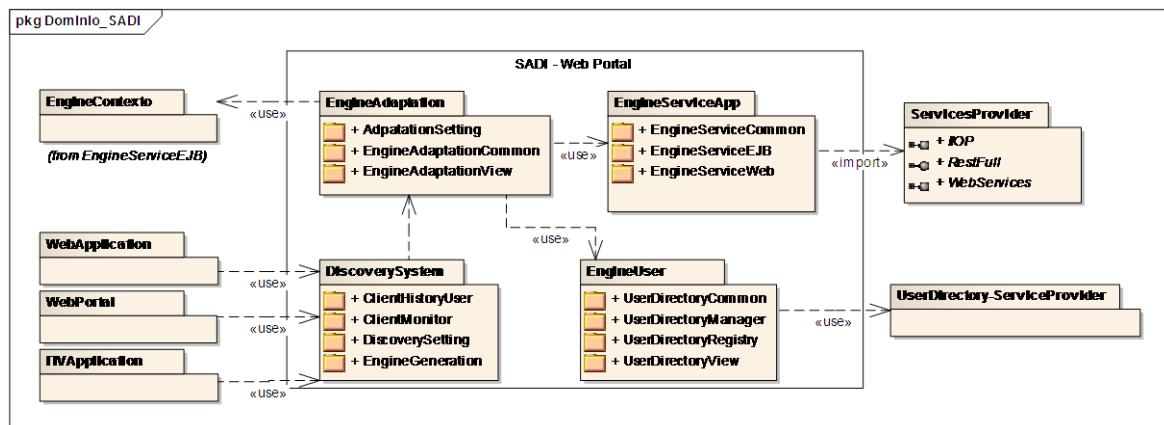 pkg DomInIo_SADI
SADI - Web Portal
EngineContexto
(from EngineServiceEJB)
«use»
EngineAdaptation
+ AdpatationSetting
+ EngineAdaptationCommon
+ EngineAdaptationView
«use»
EngineServiceApp
+ EngineServiceCommon
+ EngineServiceEJB
+ EngineServiceWeb
«import»
ServicesProvider
+ IIOP
+ RestFull
+ WebServices
WebApplication
«use»
WebPortal
«use»
«use»
DiscoverySystem
+ ClientHistoryUser
+ ClientMonitor
+ DiscoverySetting
+ EngineGeneration
«use»
EngineUser
+ UserDirectoryCommon
+ UserDirectoryManager
+ UserDirectoryRegistry
+ UserDirectoryView
«use»
UserDirectory-ServiceProvider